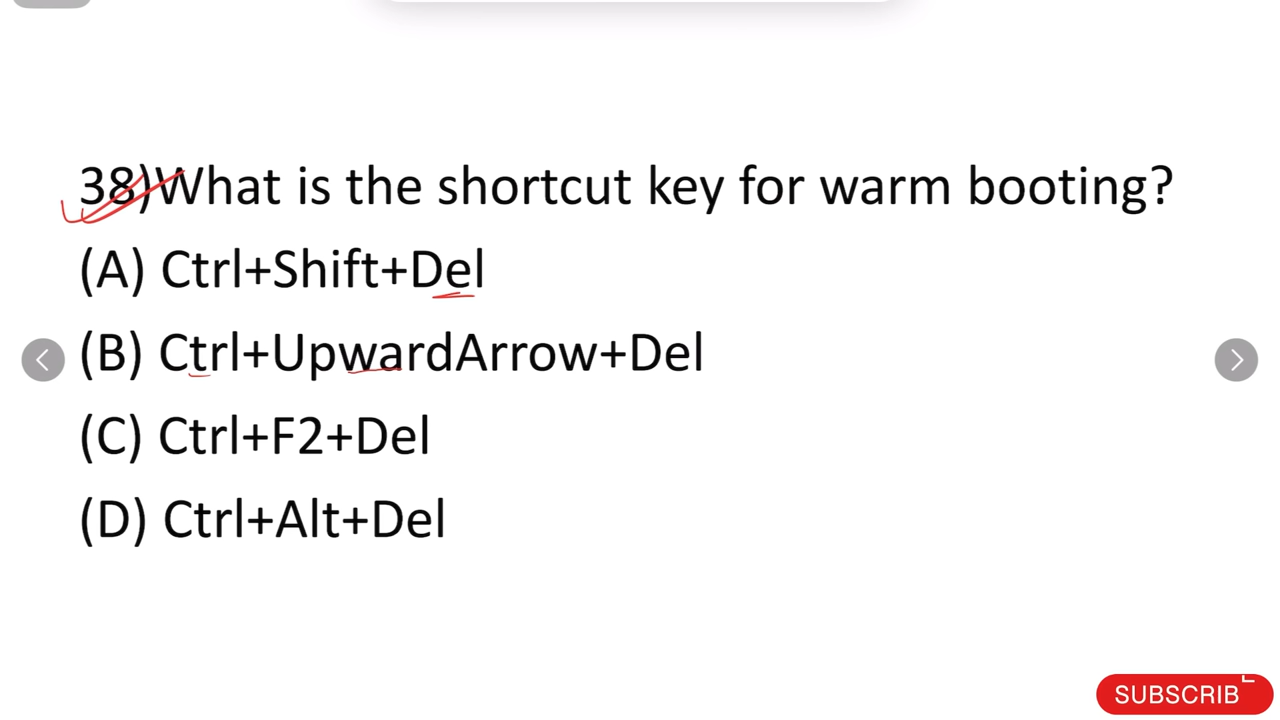 38)What is the shortcut key for warm booting?
(A) Ctrl+Shift+Del
(B) Ctrl+UpwardArrow+Del
(C) Ctrl+F2+Del
(D) Ctrl+Alt+Del
SUBSCRIB